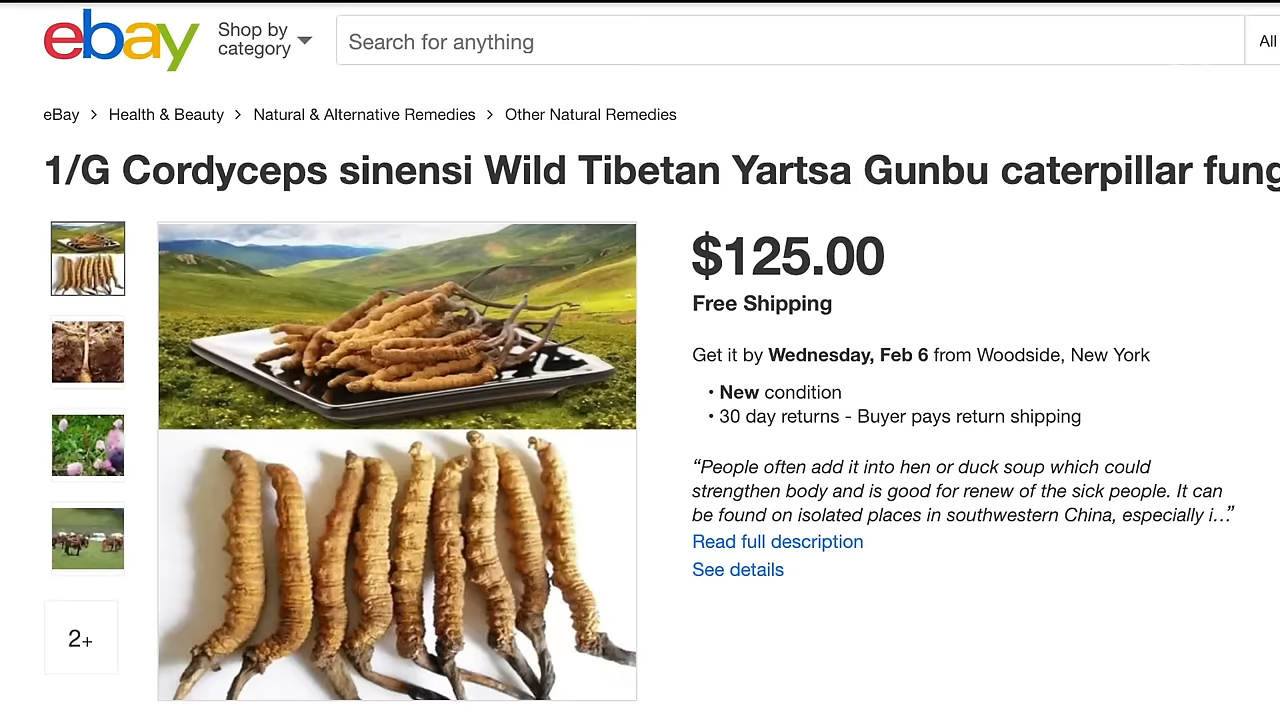 ebay
Shop by
category
Search for anything
All
eBay > Health & Beauty > Natural & Alternative Remedies > Other Natural Remedies
1/G Cordyceps sinensi Wild Tibetan Yartsa Gunbu caterpillar fung
$125.00
Free Shipping
Get it by Wednesday, Feb 6 from Woodside, New York
• New condition
• 30 day returns - Buyer pays return shipping
“People often add it into hen or duck soup which could
strengthen body and is good for renew of the sick people. It can
be found on isolated places in southwestern China, especially i…”
Read full description
See details
2+